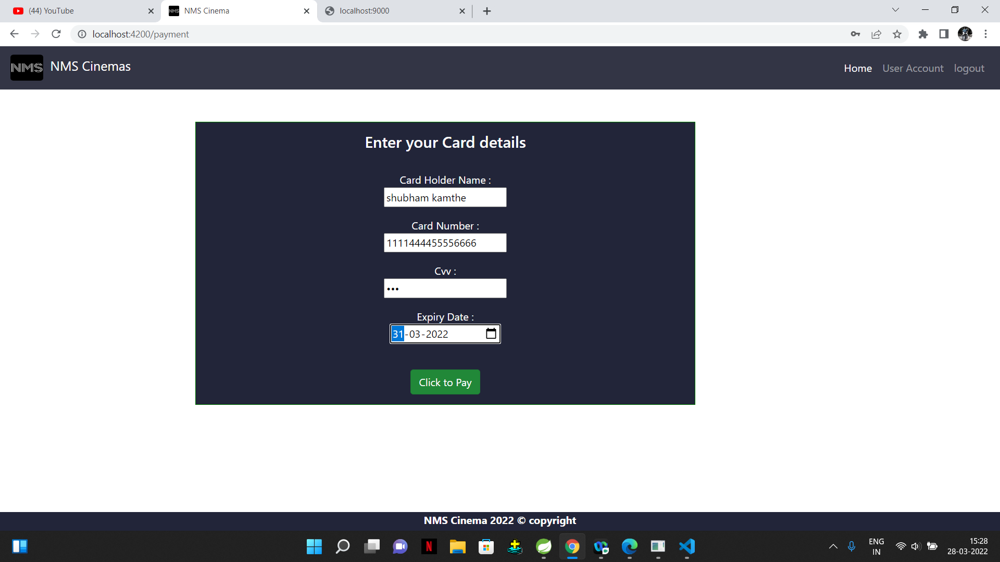 (44) YouTube
NMS Cinema
localhost:9000
localhost:4200/payment
NMS
NMS Cinemas
Home
User Account
logout
Enter your Card details
Card Holder Name :
shubham kamthe
Card Number :
1111444455556666
Cvv :
•••
Expiry Date :
31-03-2022
Click to Pay
NMS Cinema 2022 © copyright
N
ENG
IN
15:28
28-03-2022